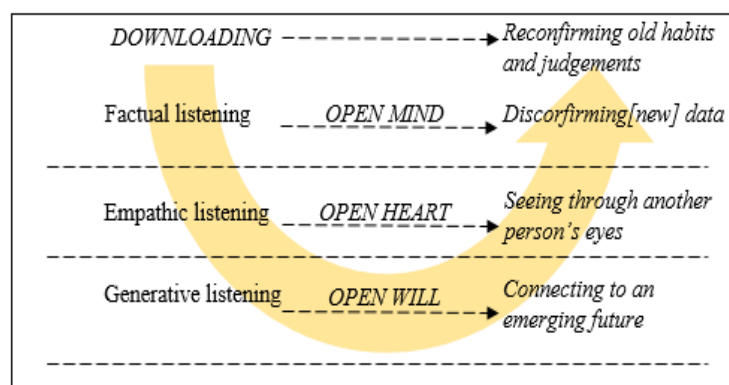 DOWNLOADING Reconfirming old habits
and judgements
Factual listening OPEN MIND Discorfirming[new] data
Empathic listening OPEN HEART Seeing through another
person's eyes
Generative listening OPEN WILL Connecting to an
emerging future